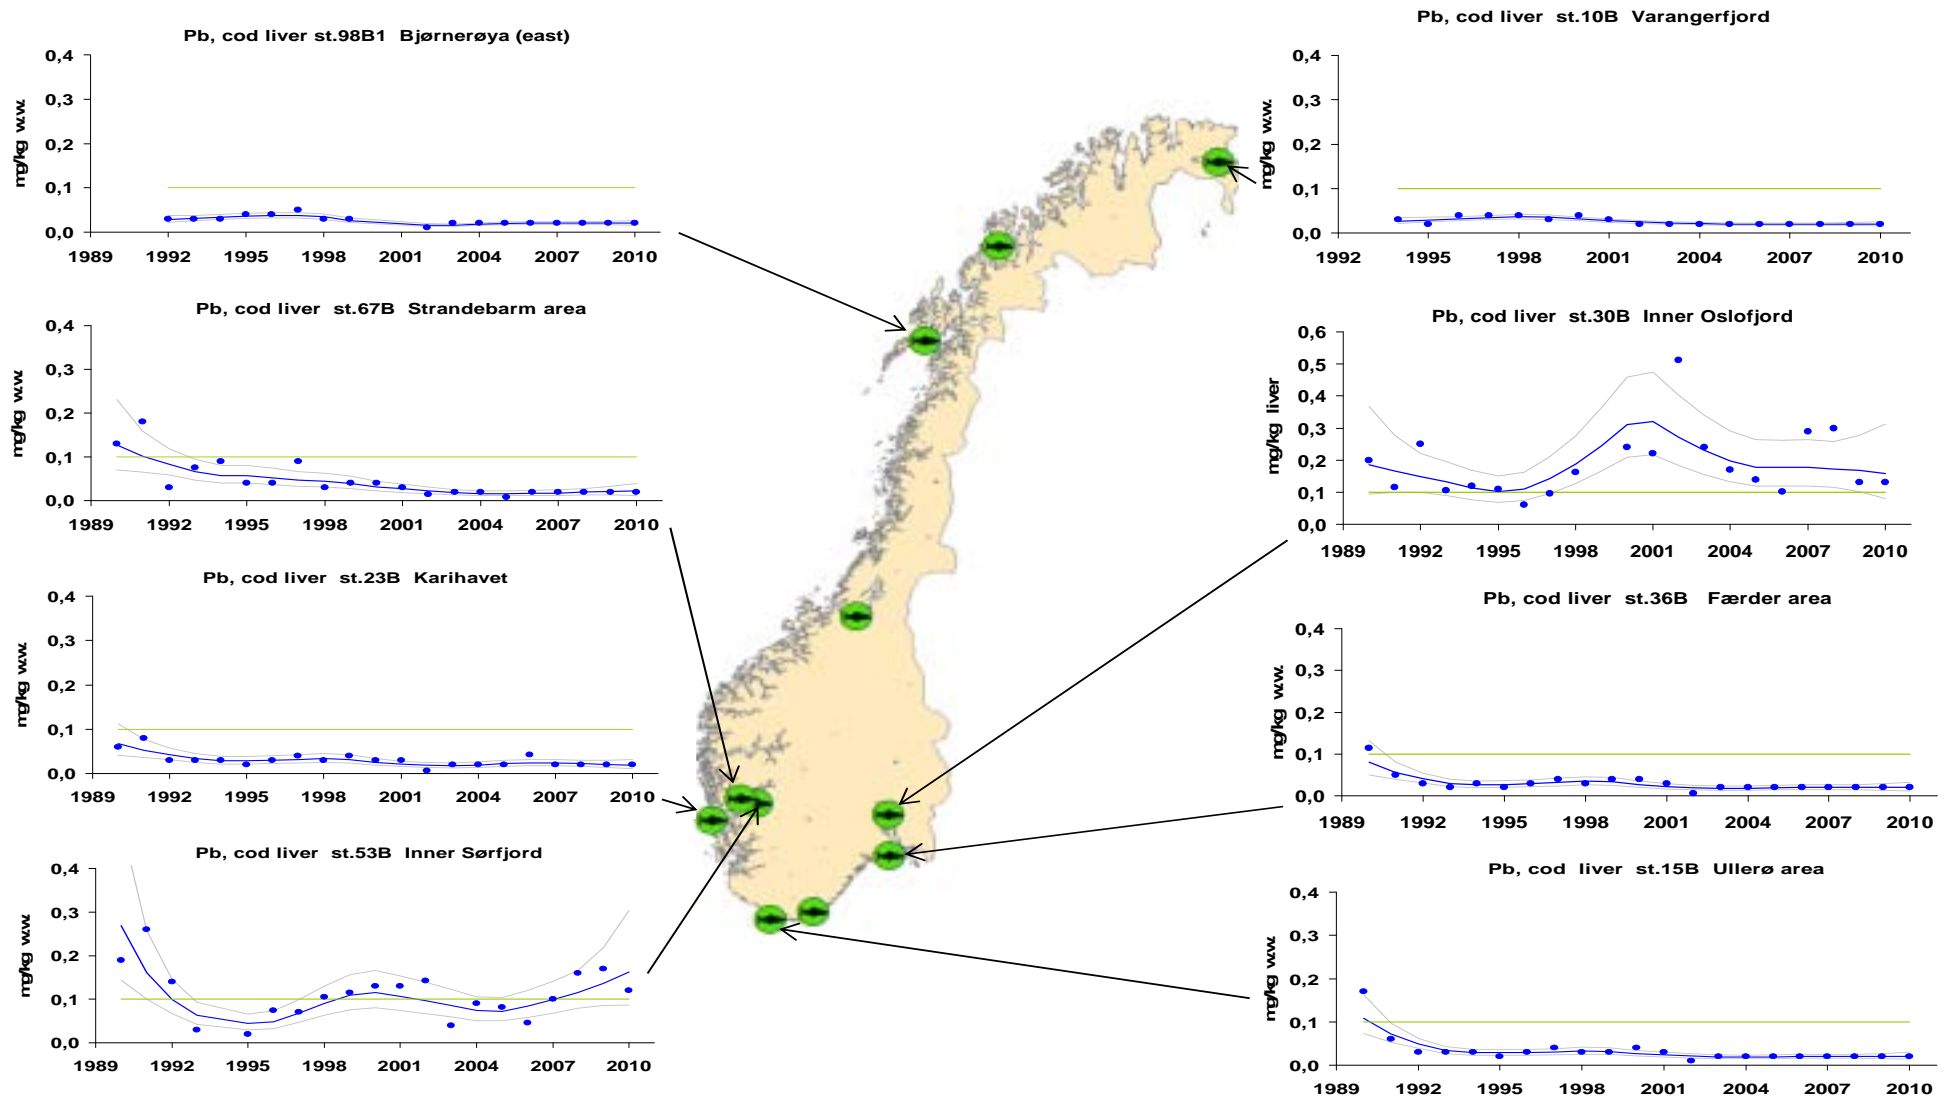 Pb, cod liver st.98B1 Bjørnerøya (east)
mg/kg w.w.
0,4
0,3
0,2
0,1
0,0
1989 1992 1995 1998 2001 2004 2007 2010
Pb, cod liver st.67B Strandebarm area
mg/kg w.w.
0,4
0,3
0,2
0,1
0,0
1989 1992 1995 1998 2001 2004 2007 2010
Pb, cod liver st.23B Karihavet
mg/kg w.w.
0,4
0,3
0,2
0,1
0,0
1989 1992 1995 1998 2001 2004 2007 2010
Pb, cod liver st.53B Inner Sørfjord
mg/kg w.w.
0,4
0,3
0,2
0,1
0,0
1989 1992 1995 1998 2001 2004 2007 2010
Pb, cod liver st.10B Varangerfjord
mg/kg w.w.
0,4
0,3
0,2
0,1
0,0
1992 1995 1998 2001 2004 2007 2010
Pb, cod liver st.30B Inner Oslofjord
mg/kg liver
0,6
0,5
0,4
0,3
0,2
0,1
0,0
1989 1992 1995 1998 2001 2004 2007 2010
Pb, cod liver st.36B Færder area
mg/kg w.w.
0,4
0,3
0,2
0,1
0,0
1989 1992 1995 1998 2001 2004 2007 2010
Pb, cod liver st.15B Ullerø area
mg/kg w.w.
0,4
0,3
0,2
0,1
0,0
1989 1992 1995 1998 2001 2004 2007 2010